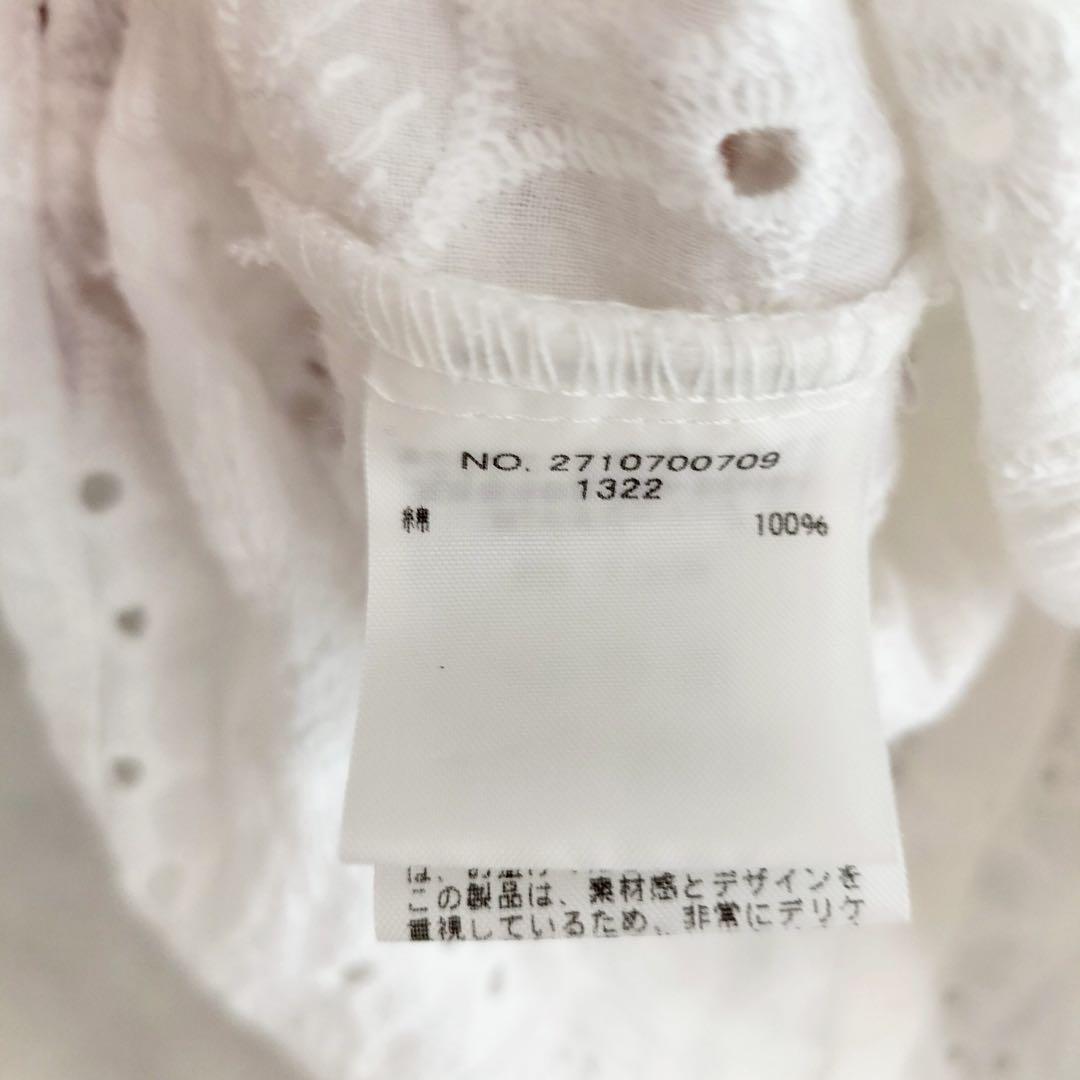 NO. 2710700709
1322
綿 100%
この製品は、素材感とデザインを
重視しているため、非常にデリケ